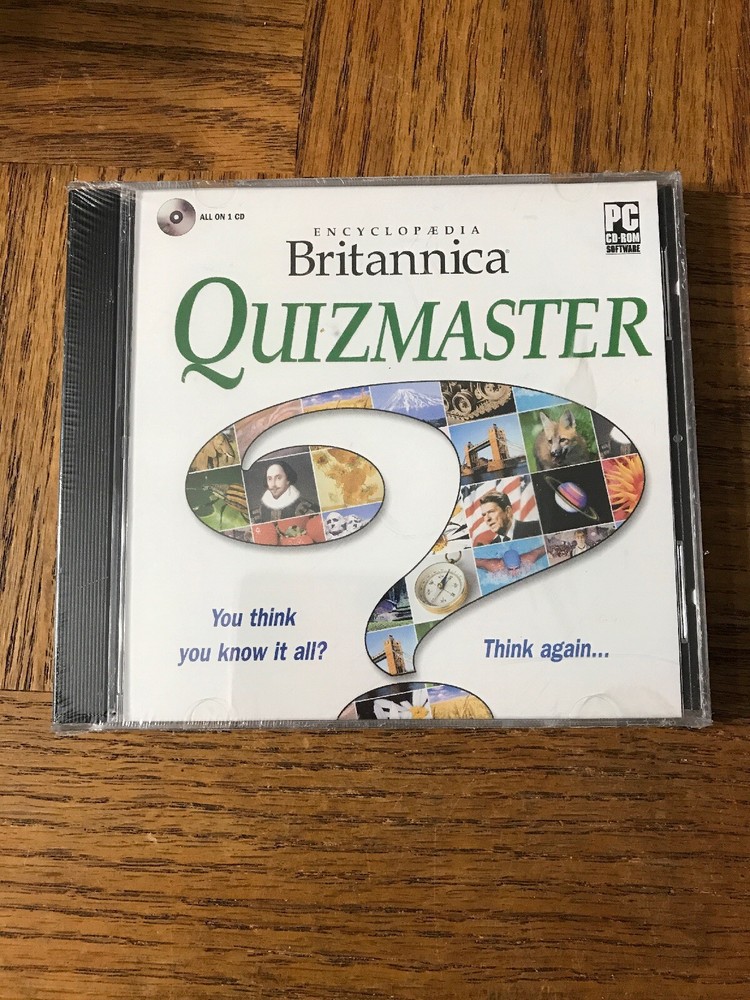 ALL ON 1 CD
PC
CD-ROM
SOFTWARE
ENCYCLOPÆDIA
Britannica®
QUIZMASTER
You think
you know it all?
Think again...